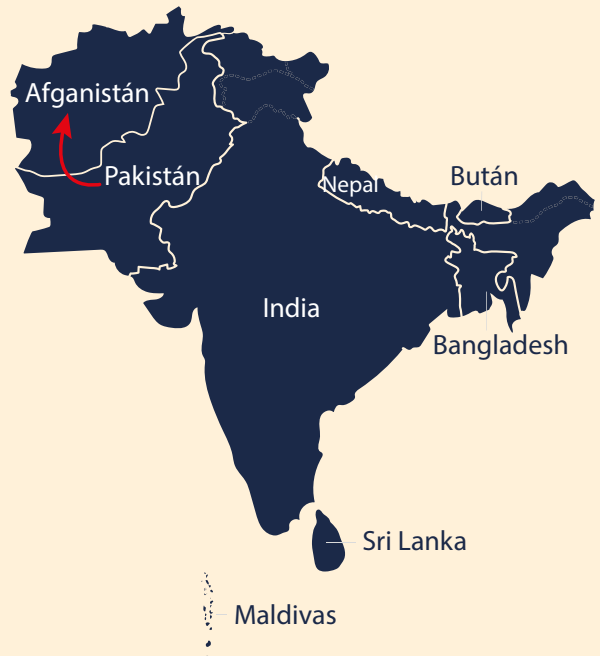 Afganistán
Pakistán
Nepal
Bután
India
Bangladesh
Sri Lanka
Maldivas